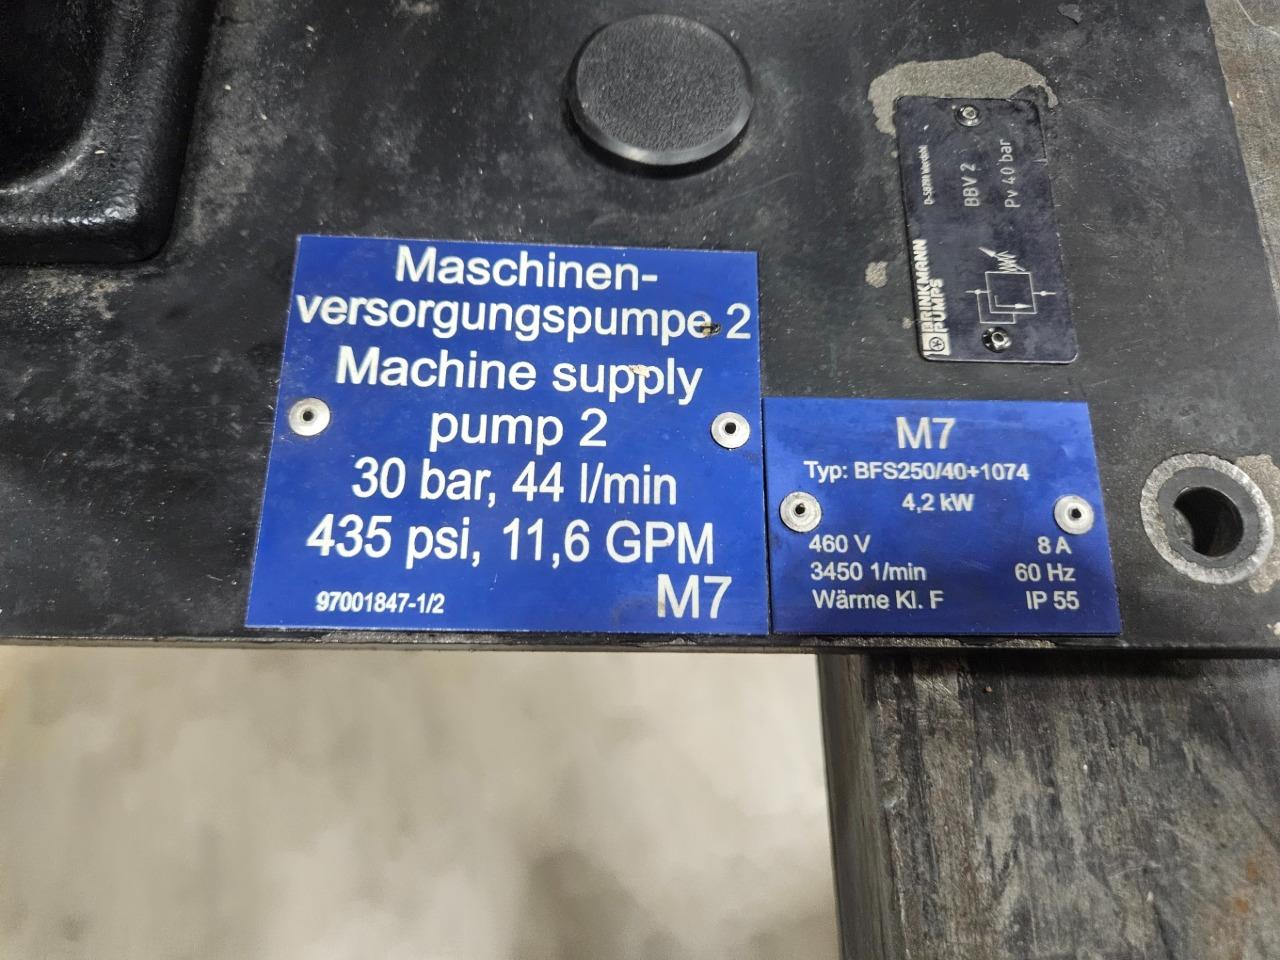 Maschinen-
versorgungspumpe 2
Machine supply
pump 2
30 bar, 44 l/min
435 psi, 11,6 GPM
M7
97001847-1/2
M7
Typ: BFS250/40+1074
4,2 kW
460 V 8 A
3450 1/min 60 Hz
Wärme Kl. F IP 55
BRINKMANN
PUMPS
D-58791 Werdohl
BBV 2
Pv 40 bar